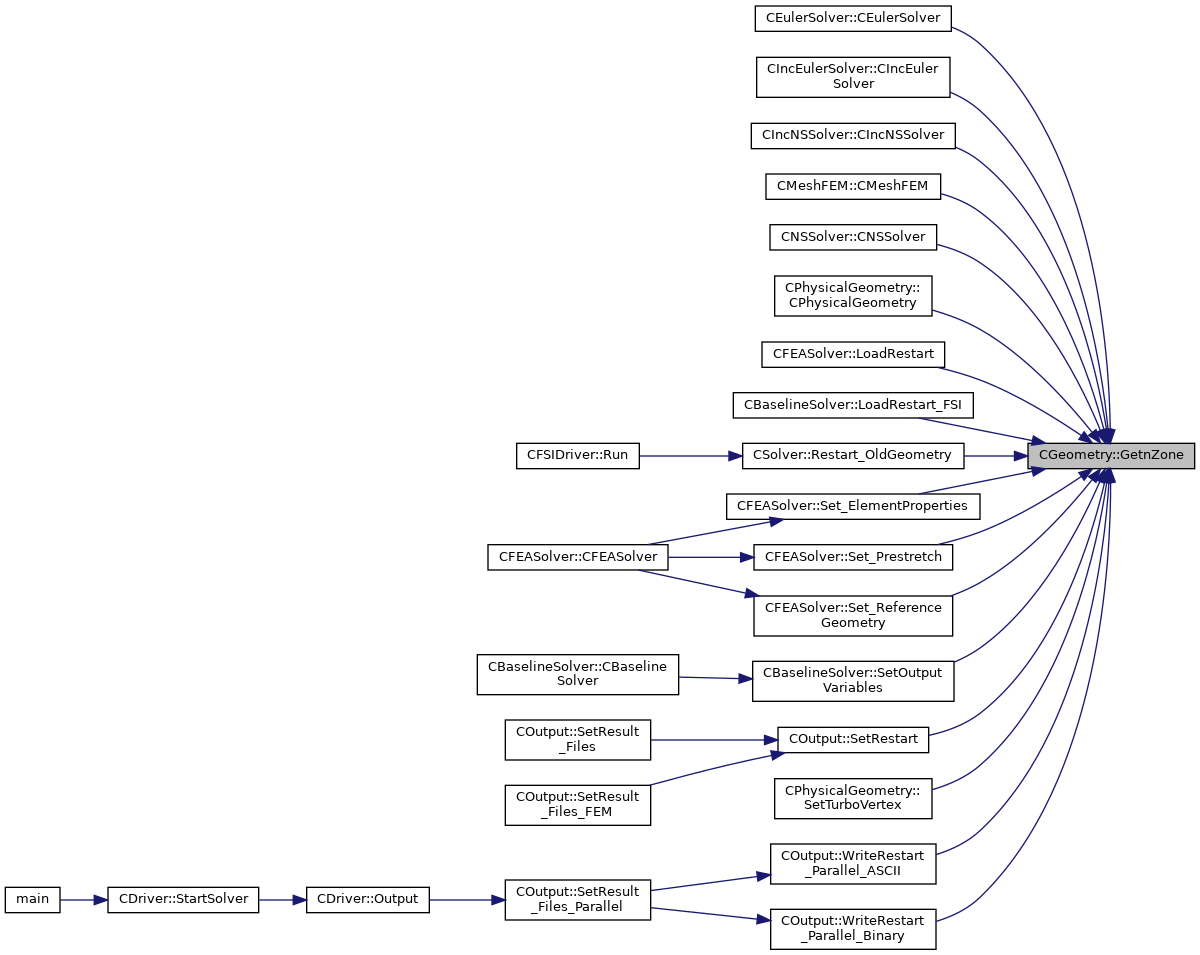 CEulerSolver::CEulerSolver
CIncEulerSolver::CIncEuler
Solver
CIncNSSolver::CIncNSSolver
CMeshFEM::CMeshFEM
CNSSolver::CNSSolver
CPhysicalGeometry::
CPhysicalGeometry
CFEASolver::LoadRestart
CBaselineSolver::LoadRestart_FSI
CFSIDriver::Run
CSolver::Restart_OldGeometry
CGeometry::GetnZone
CFEASolver::Set_ElementProperties
CFEASolver::CFEASolver
CFEASolver::Set_Prestretch
CFEASolver::Set_Reference
Geometry
CBaselineSolver::CBaseline
Solver
CBaselineSolver::SetOutput
Variables
COutput::SetResult
_Files
COutput::SetRestart
COutput::SetResult
_Files_FEM
CPhysicalGeometry::
SetTurboVertex
COutput::WriteRestart
_Parallel_ASCII
main
CDriver::StartSolver
CDriver::Output
COutput::SetResult
_Files_Parallel
COutput::WriteRestart
_Parallel_Binary